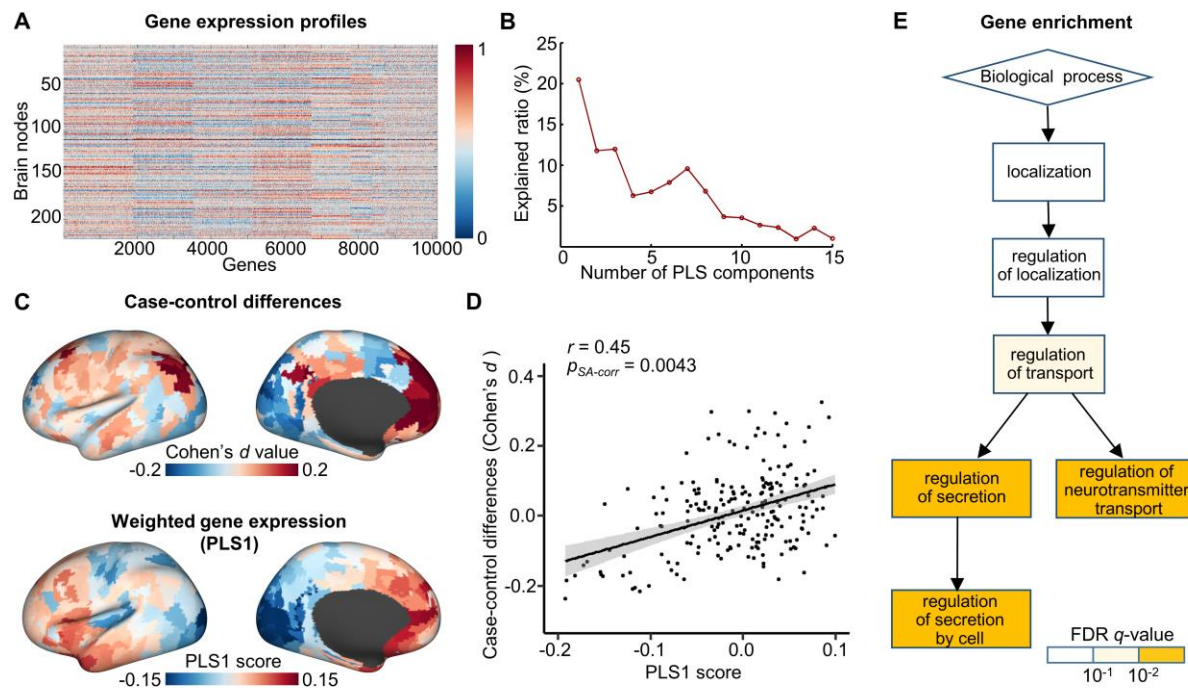 A
Gene expression profiles
Brain nodes
50
100
150
200
2000
4000
6000
8000
10000
Genes
1
0
B
Explained ratio (%)
25
20
15
10
5
5
10
15
Number of PLS components
C
Case-control differences
Cohen's d value
-0.2
0.2
Weighted gene expression
(PLS1)
PLS1 score
-0.15
0.15
D
r = 0.45
pSA-corr = 0.0043
Case-control differences (Cohen's d )
0.4
0.2
0.0
-0.2
-0.2
-0.1
0.0
0.1
PLS1 score
E
Gene enrichment
Biological process
localization
regulation
of localization
regulation
of transport
regulation
of secretion
regulation of
neurotransmitter
transport
regulation
of secretion
by cell
FDR q-value
10-1
10-2